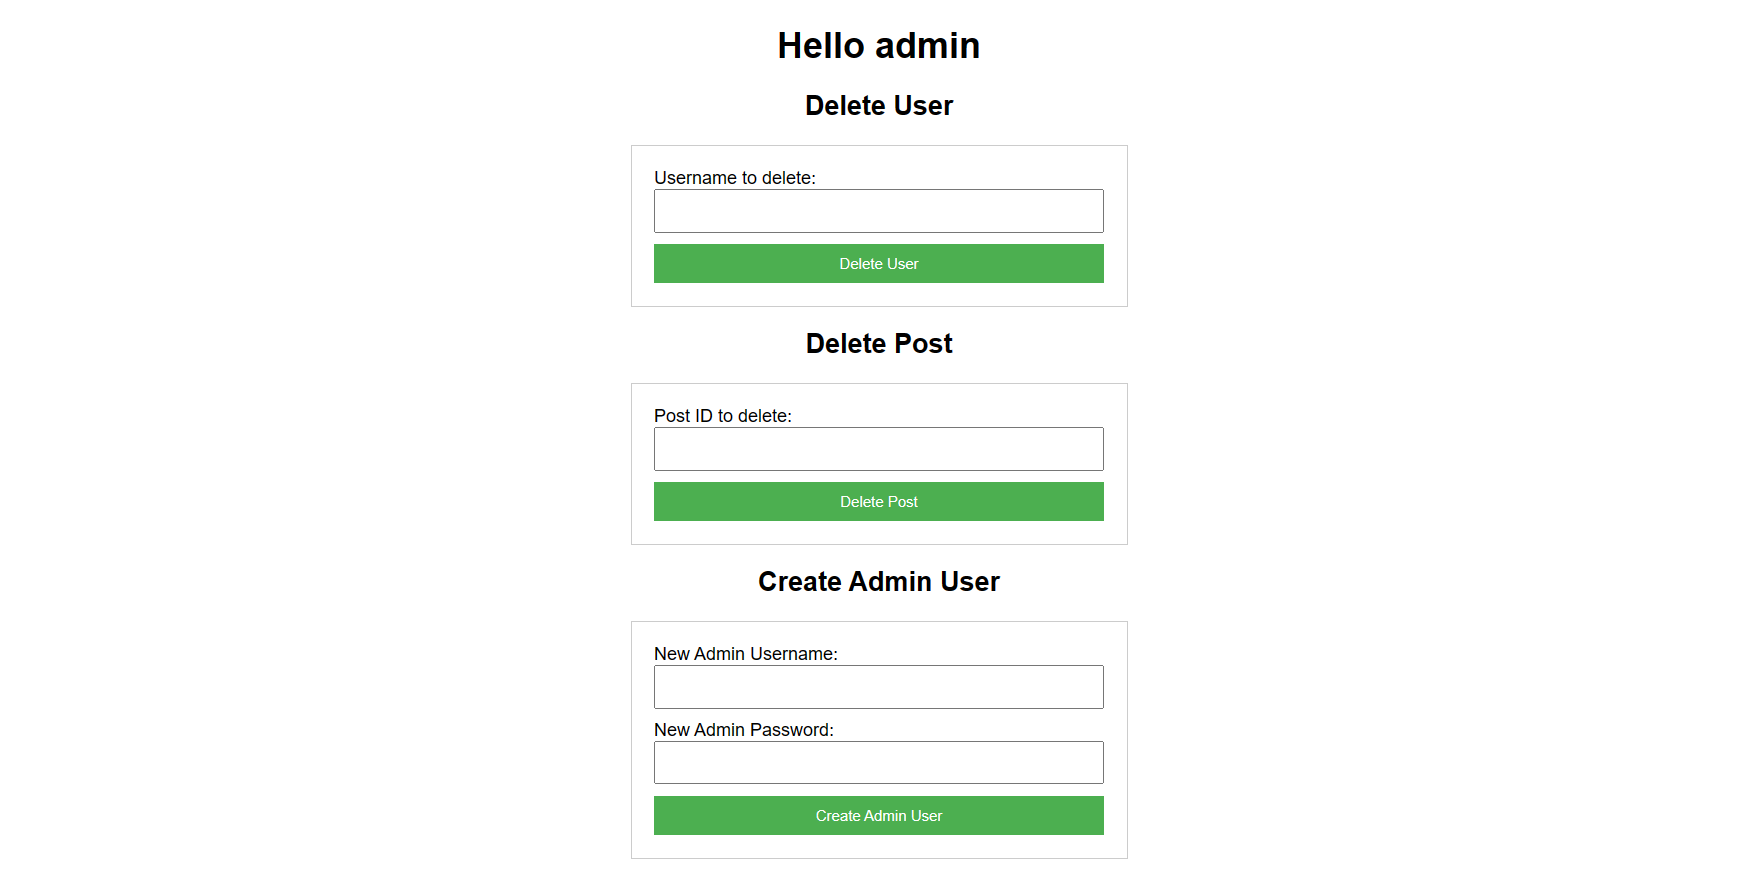 Hello admin
Delete User
Username to delete:
Delete User
Delete Post
Post ID to delete:
Delete Post
Create Admin User
New Admin Username:
New Admin Password:
Create Admin User